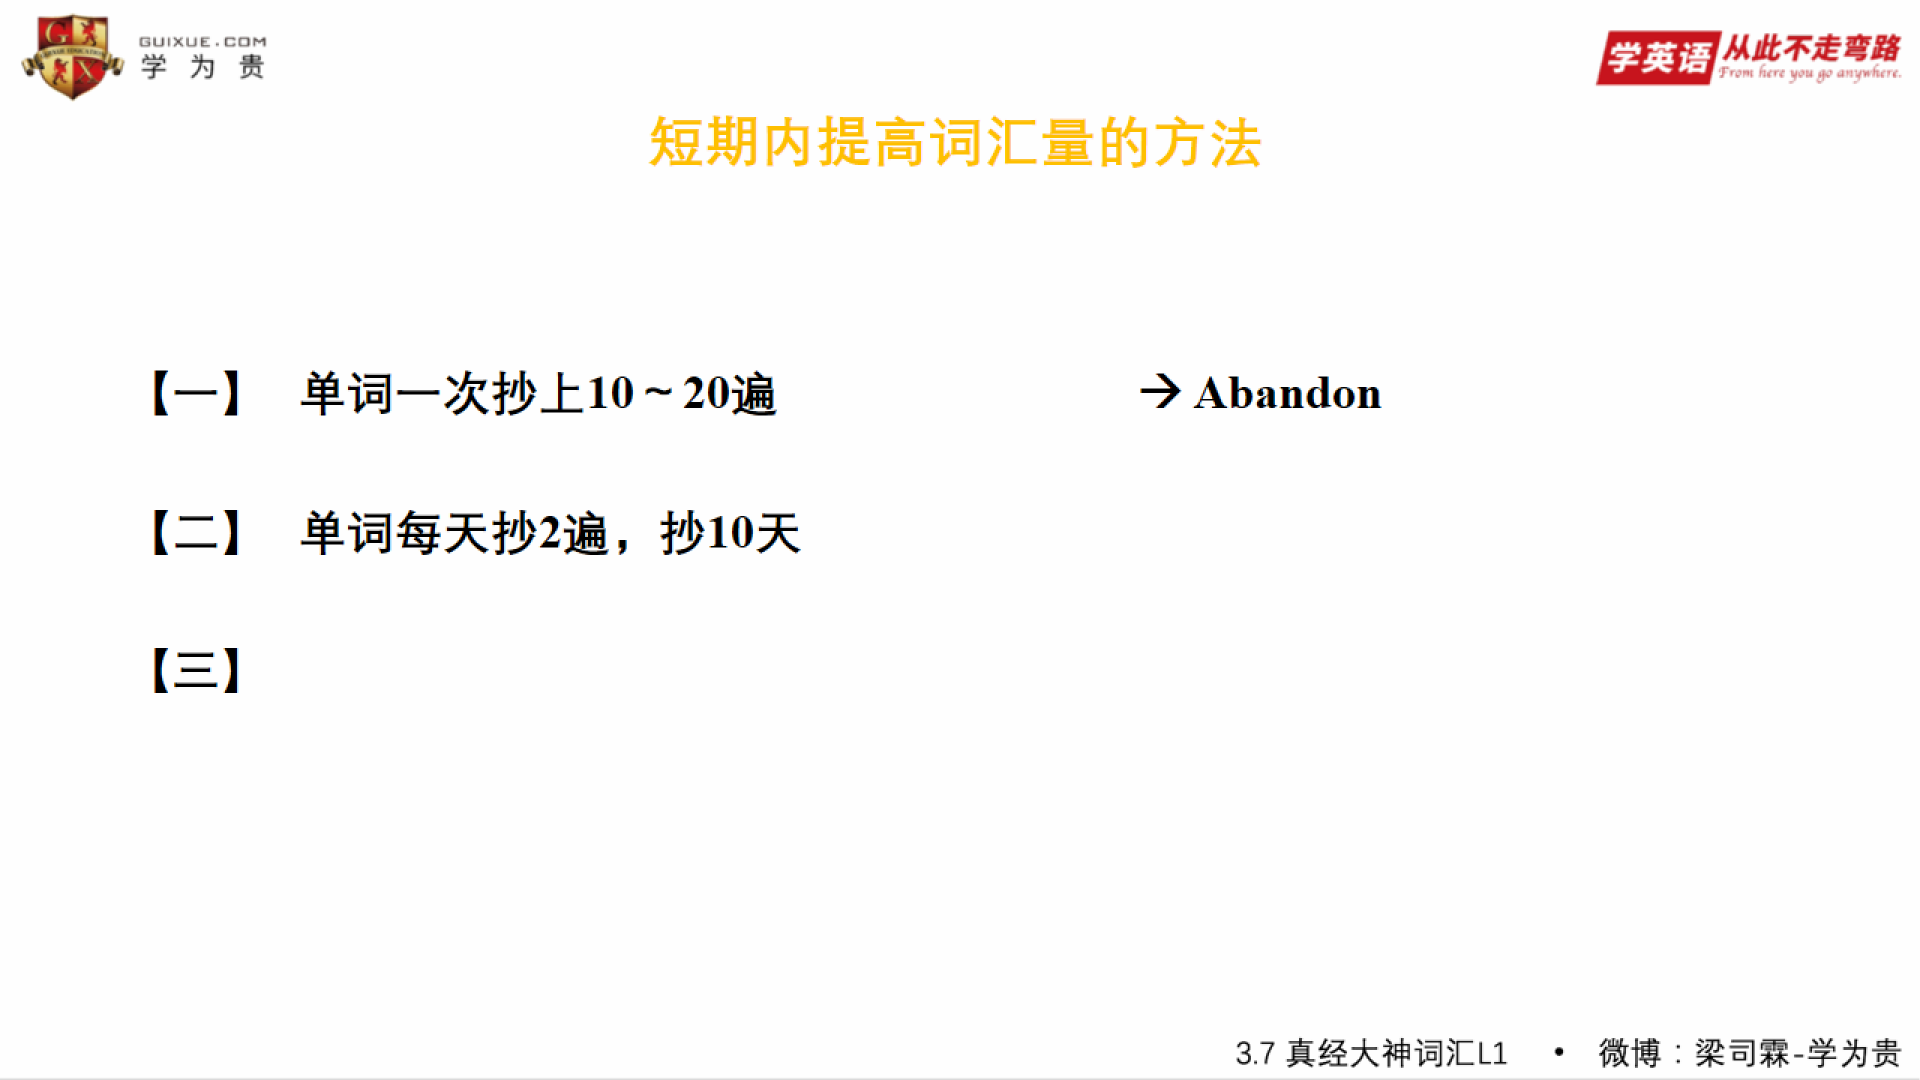 GUIXUE.COM
学为贵
学英语 从此不走弯路
From here you go anywhere.
短期内提高词汇量的方法
【一】 单词一次抄上10~20遍 → Abandon
【二】 单词每天抄2遍，抄10天
【三】
3.7 真经大神词汇L1 • 微博：梁司霖-学为贵